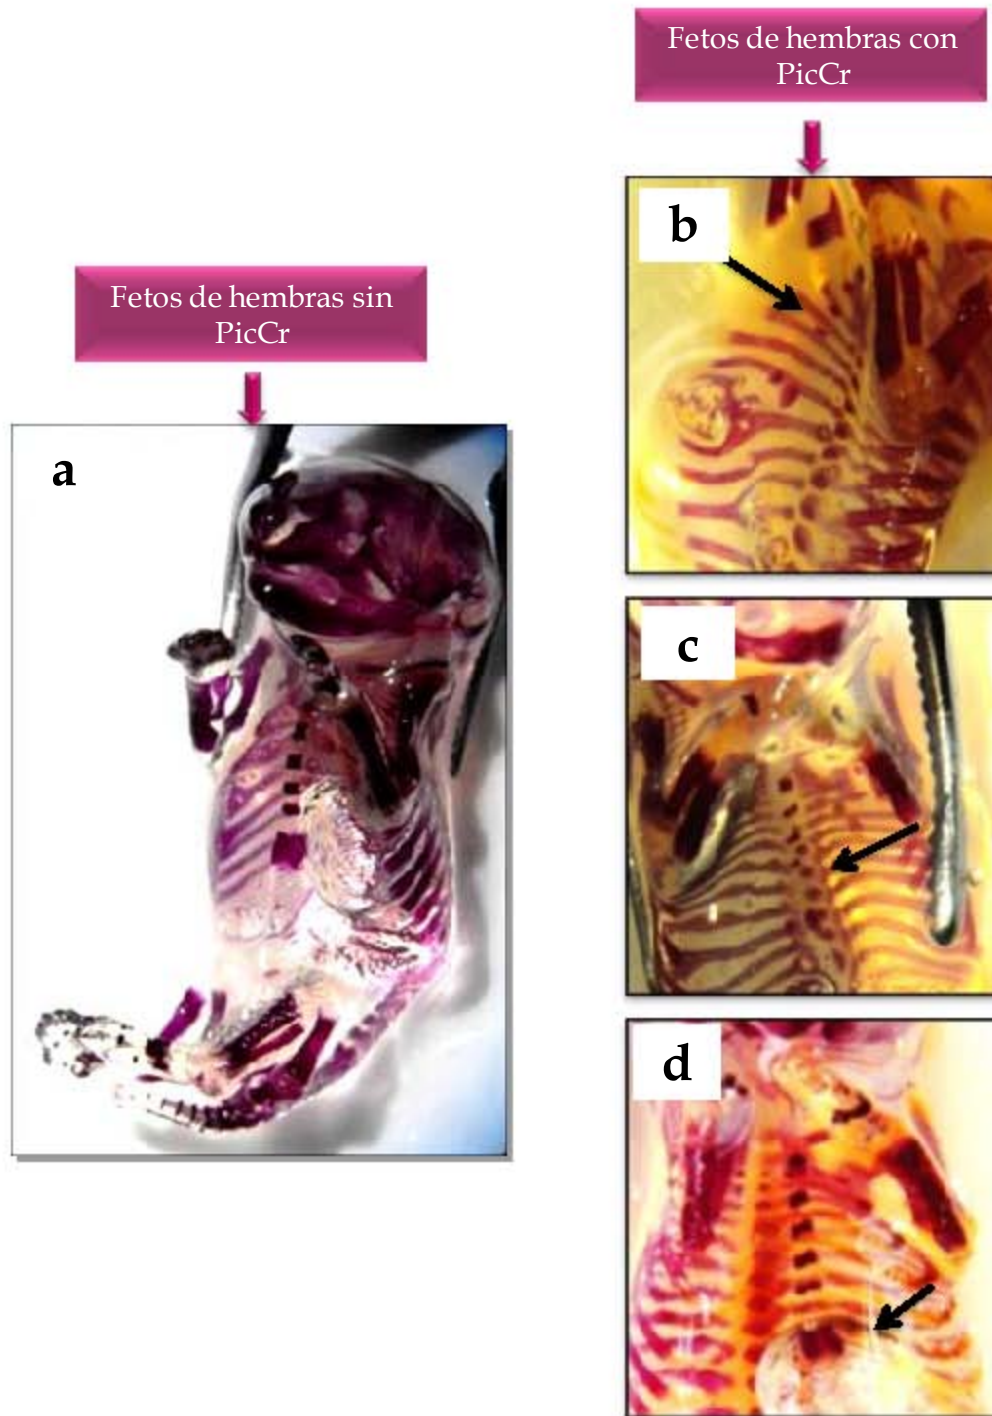 Fetos de hembras con
PicCr
b
Fetos de hembras sin
PicCr
a
c
d